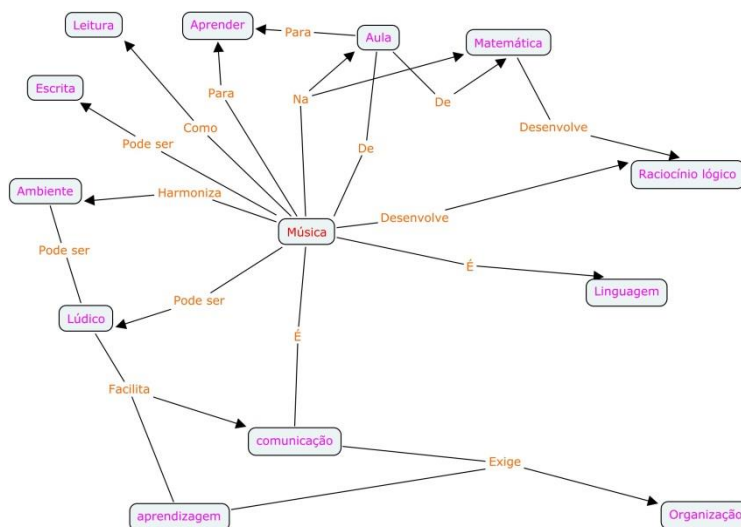 Leitura
Aprender
Para
Aula
Matemática
Escrita
Para
Na
De
Como
Desenvolve
Pode ser
De
Raciocínio lógico
Ambiente
Harmoniza
Desenvolve
Música
Pode ser
É
Linguagem
Pode ser
Lúdico
É
Facilita
comunicação
Exige
aprendizagem
Organização